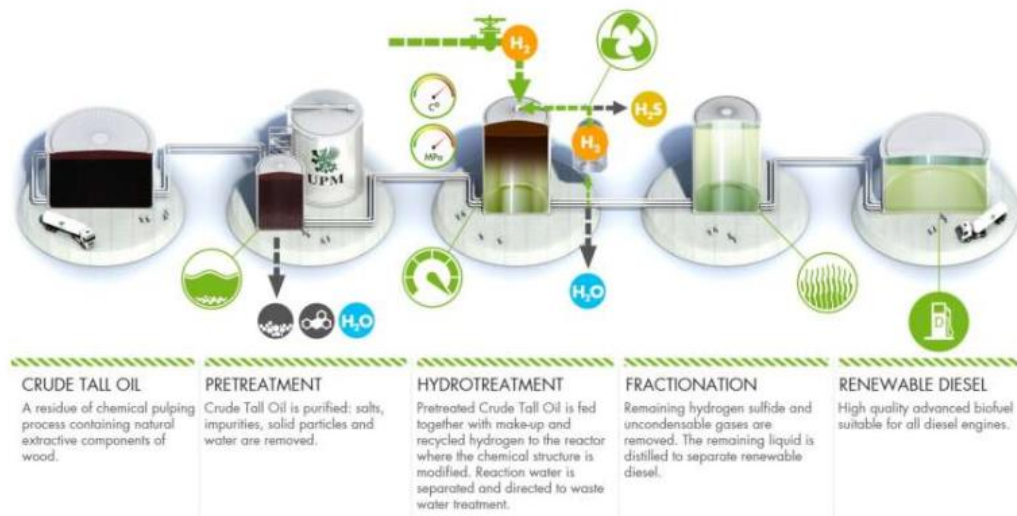 H₂
C⁰
MPa
UPM
H₂
H₂S
H₂O
H₂O
D
CRUDE TALL OIL
A residue of chemical pulping
process containing natural
extractive components of
wood.
PRETREATMENT
Crude Tall Oil is purified: salts,
impurities, solid particles and
water are removed.
HYDROTREATMENT
Pretreated Crude Tall Oil is fed
together with make-up and
recycled hydrogen to the reactor
where the chemical structure is
modified. Reaction water is
separated and directed to waste
water treatment.
FRACTIONATION
Remaining hydrogen sulfide and
uncondensable gases are
removed. The remaining liquid is
distilled to separate renewable
diesel.
RENEWABLE DIESEL
High quality advanced biofuel
suitable for all diesel engines.